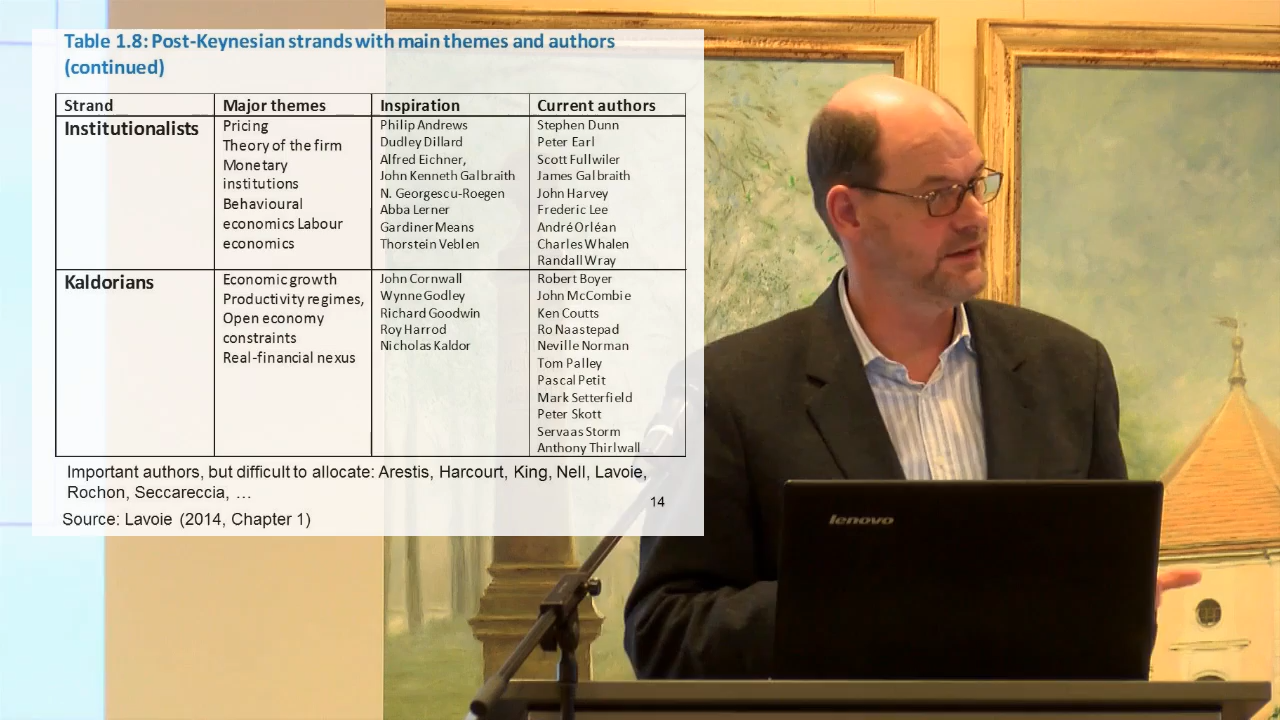 Table 1.8: Post-Keynesian strands with main themes and authors
(continued)
Strand Major themes Inspiration Current authors
Institutionalists
Pricing
Theory of the firm
Monetary
institutions
Behavioural
economics Labour
economics
Philip Andrews
Dudley Dillard
Alfred Eichner,
John Kenneth Galbraith
N. Georgescu-Roegen
Abba Lerner
Gardiner Means
Thorstein Veblen
Stephen Dunn
Peter Earl
Scott Fullwiler
James Galbraith
John Harvey
Frederic Lee
André Orléan
Charles Whalen
Randall Wray
Kaldorians
Economic growth
Productivity regimes,
Open economy
constraints
Real-financial nexus
John Cornwall
Wynne Godley
Richard Goodwin
Roy Harrod
Nicholas Kaldor
Robert Boyer
John McCombie
Ken Coutts
Ro Naastepad
Neville Norman
Tom Palley
Pascal Petit
Mark Setterfield
Peter Skott
Servaas Storm
Anthony Thirlwall
Important authors, but difficult to allocate: Arestis, Harcourt, King, Nell, Lavoie,
Rochon, Seccareccia, …
14
Source: Lavoie (2014, Chapter 1)
lenovo